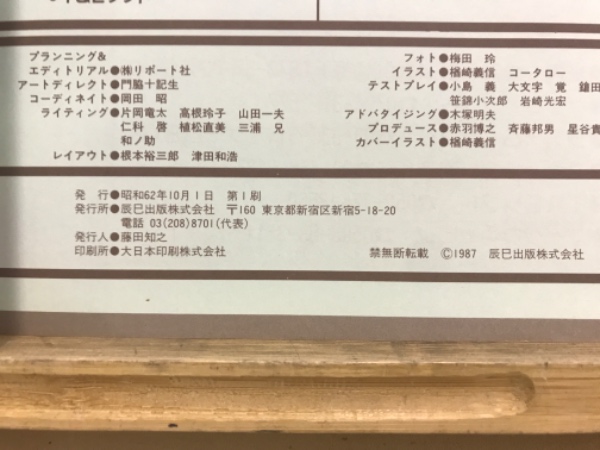 プランニング&
エディトリアル●㈱リポート社
アートディレクト●門脇十記生
コーディネイト●岡田　昭
ライティング●片岡竜太　高根玲子　山田一夫
仁科　啓　植松直美　三浦　兄
和ノ助
レイアウト●根本裕三郎　津田和浩
フォト●梅田　玲
イラスト●楢崎義信　コータロー
テストプレイ●小島　義　大文字　覚　鎗田
笹錦小次郎　岩崎光宏
アドバタイジング●木塚明夫
プロデュース●赤羽博之　斉藤邦男　星谷貴
カバーイラスト●楢崎義信
発　行●昭和62年10月1日　第1刷
発行所●辰巳出版株式会社　〒160 東京都新宿区新宿5-18-20
電話 03(208)8701(代表)
発行人●藤田知之
印刷所●大日本印刷株式会社
禁無断転載　©1987　辰巳出版株式会社